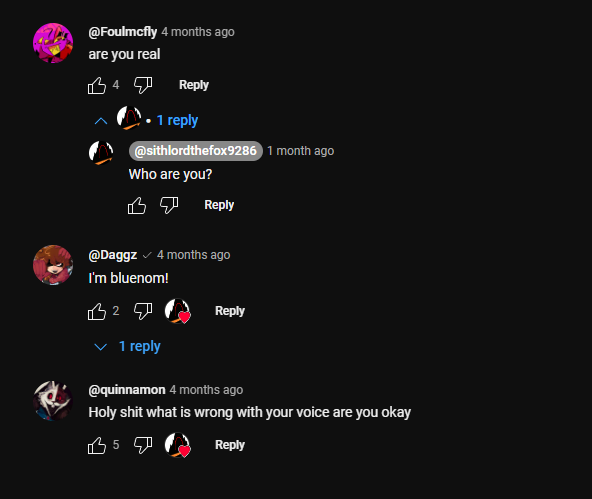 @Foulmcfly 4 months ago
are you real
4 Reply
• 1 reply
@sithlordthefox9286 1 month ago
Who are you?
Reply
@Daggz 4 months ago
I'm bluenom!
2 Reply
1 reply
@quinnamon 4 months ago
Holy shit what is wrong with your voice are you okay
5 Reply